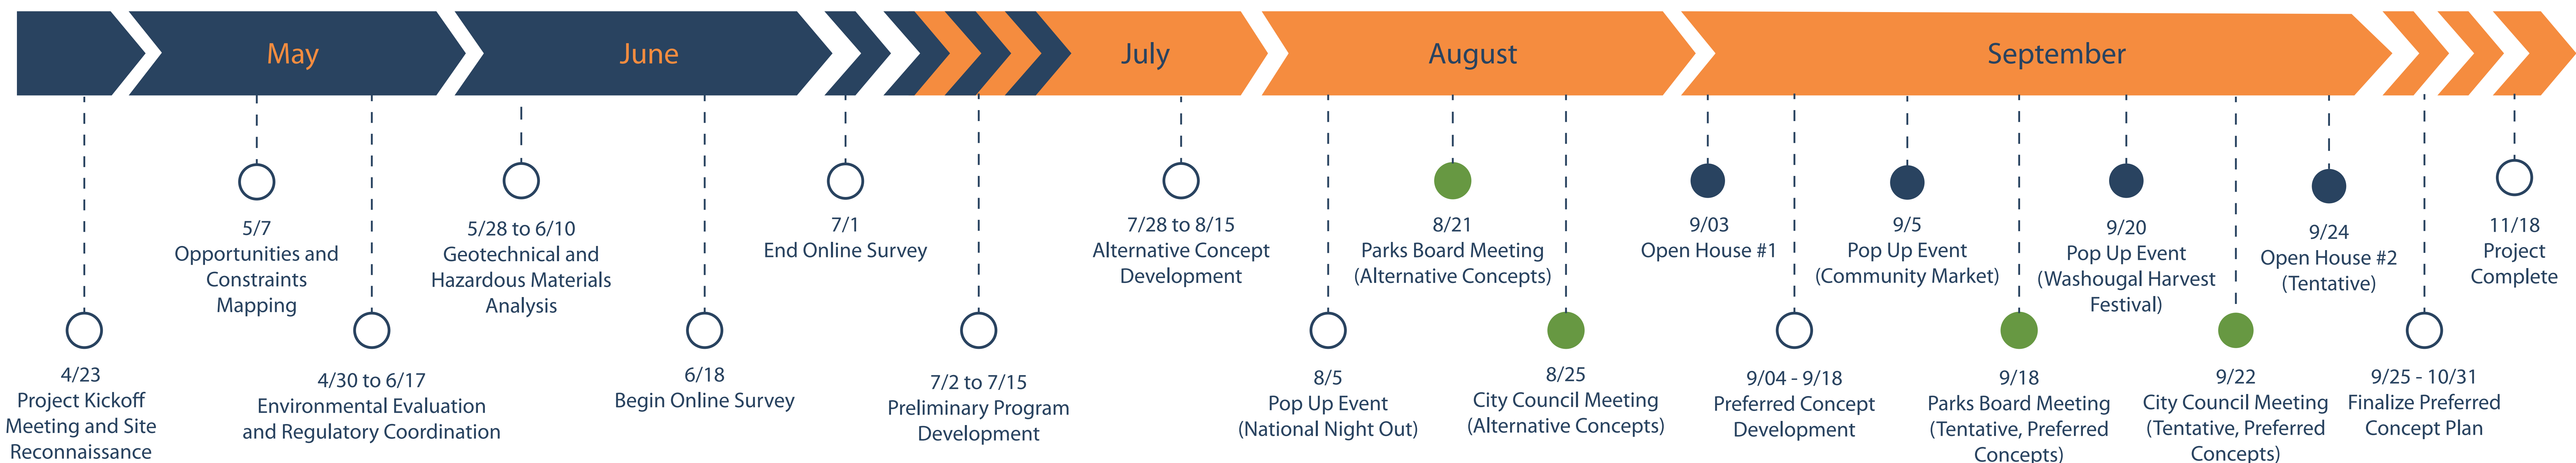 May
June
July
August
September
4/23
Project Kickoff
Meeting and Site
Reconnaissance
5/7
Opportunities and
Constraints
Mapping
4/30 to 6/17
Environmental Evaluation
and Regulatory Coordination
5/28 to 6/10
Geotechnical and
Hazardous Materials
Analysis
6/18
Begin Online Survey
7/1
End Online Survey
7/2 to 7/15
Preliminary Program
Development
7/28 to 8/15
Alternative Concept
Development
8/5
Pop Up Event
(National Night Out)
8/21
Parks Board Meeting
(Alternative Concepts)
8/25
City Council Meeting
(Alternative Concepts)
9/03
Open House #1
9/04 - 9/18
Preferred Concept
Development
9/5
Pop Up Event
(Community Market)
9/18
Parks Board Meeting
(Tentative, Preferred
Concepts)
9/20
Pop Up Event
(Washougal Harvest
Festival)
9/22
City Council Meeting
(Tentative, Preferred
Concepts)
9/24
Open House #2
(Tentative)
9/25 - 10/31
Finalize Preferred
Concept Plan
11/18
Project
Complete